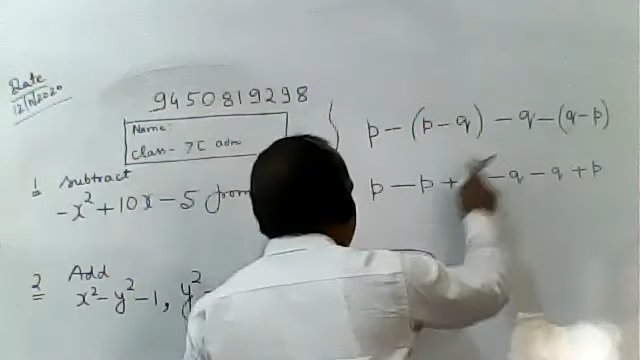 Date
12/11/2020
9450819298
Name:
Class- 7C adm
1 Subtract
-x²+10x-5 from
2 Add
x²-y²-1, y²
p-(p-q)-q-(q-p)
p-p+ -q-q+p